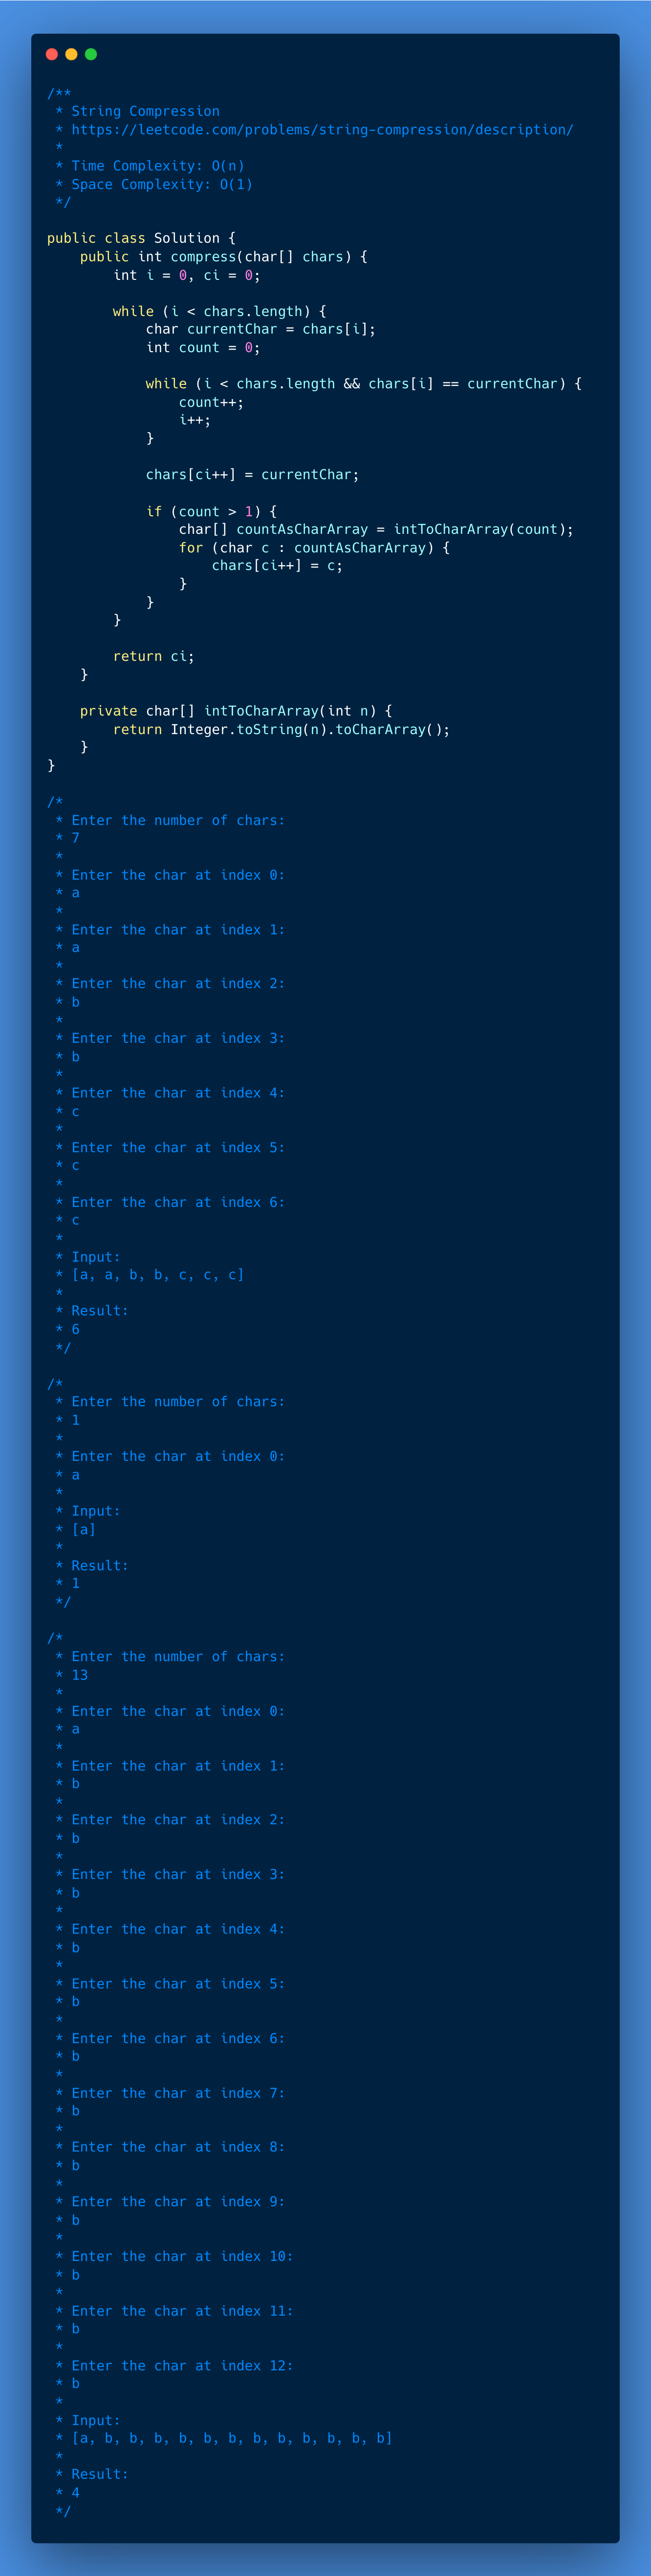 /**
 * String Compression
 * https://leetcode.com/problems/string-compression/description/
 *
 * Time Complexity: O(n)
 * Space Complexity: O(1)
 */

public class Solution {
    public int compress(char[] chars) {
        int i = 0, ci = 0;

        while (i < chars.length) {
            char currentChar = chars[i];
            int count = 0;

            while (i < chars.length && chars[i] == currentChar) {
                count++;
                i++;
            }

            chars[ci++] = currentChar;

            if (count > 1) {
                char[] countAsCharArray = intToCharArray(count);
                for (char c : countAsCharArray) {
                    chars[ci++] = c;
                }
            }
        }

        return ci;
    }

    private char[] intToCharArray(int n) {
        return Integer.toString(n).toCharArray();
    }
}

/*
 * Enter the number of chars:
 * 7
 *
 * Enter the char at index 0:
 * a
 *
 * Enter the char at index 1:
 * a
 *
 * Enter the char at index 2:
 * b
 *
 * Enter the char at index 3:
 * b
 *
 * Enter the char at index 4:
 * c
 *
 * Enter the char at index 5:
 * c
 *
 * Enter the char at index 6:
 * c
 *
 * Input:
 * [a, a, b, b, c, c, c]
 *
 * Result:
 * 6
 */

/*
 * Enter the number of chars:
 * 1
 *
 * Enter the char at index 0:
 * a
 *
 * Input:
 * [a]
 *
 * Result:
 * 1
 */

/*
 * Enter the number of chars:
 * 13
 *
 * Enter the char at index 0:
 * a
 *
 * Enter the char at index 1:
 * b
 *
 * Enter the char at index 2:
 * b
 *
 * Enter the char at index 3:
 * b
 *
 * Enter the char at index 4:
 * b
 *
 * Enter the char at index 5:
 * b
 *
 * Enter the char at index 6:
 * b
 *
 * Enter the char at index 7:
 * b
 *
 * Enter the char at index 8:
 * b
 *
 * Enter the char at index 9:
 * b
 *
 * Enter the char at index 10:
 * b
 *
 * Enter the char at index 11:
 * b
 *
 * Enter the char at index 12:
 * b
 *
 * Input:
 * [a, b, b, b, b, b, b, b, b, b, b, b, b]
 *
 * Result:
 * 4
 */